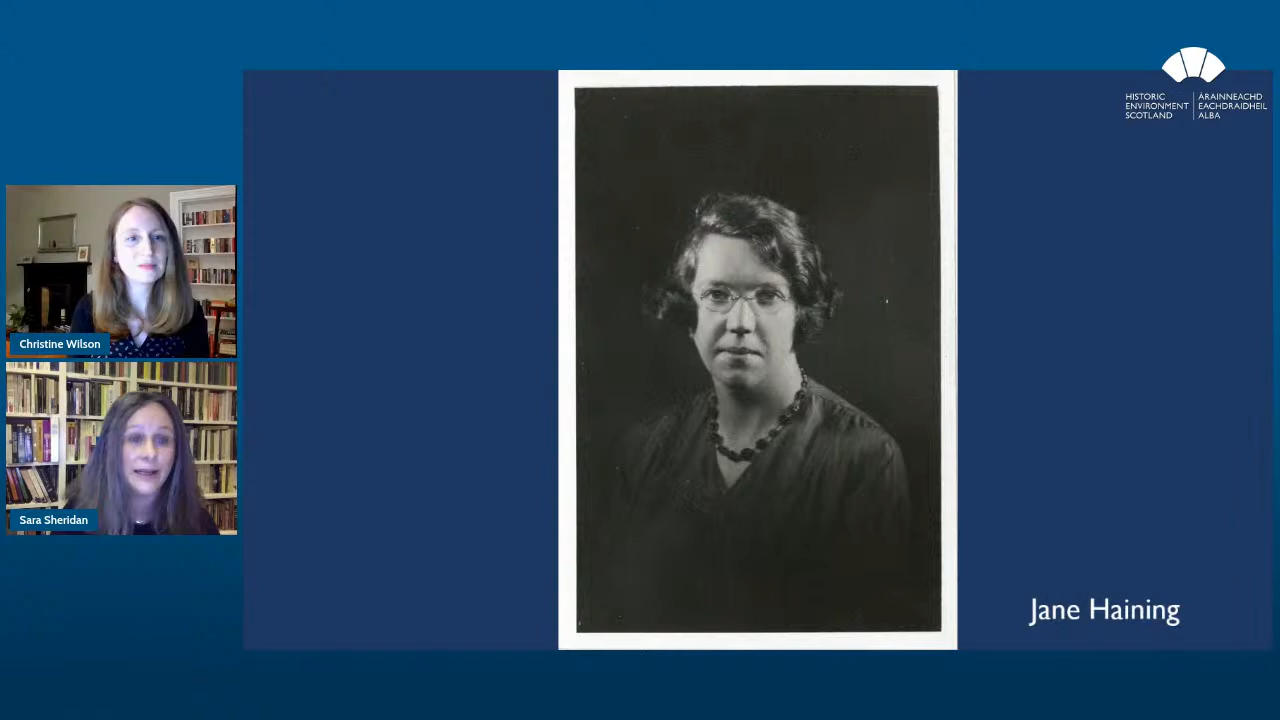 HISTORIC
ENVIRONMENT
SCOTLAND
ÀRAINNEACHD
EACHDRAIDHEIL
ALBA
Christine Wilson
Sara Sheridan
Jane Haining